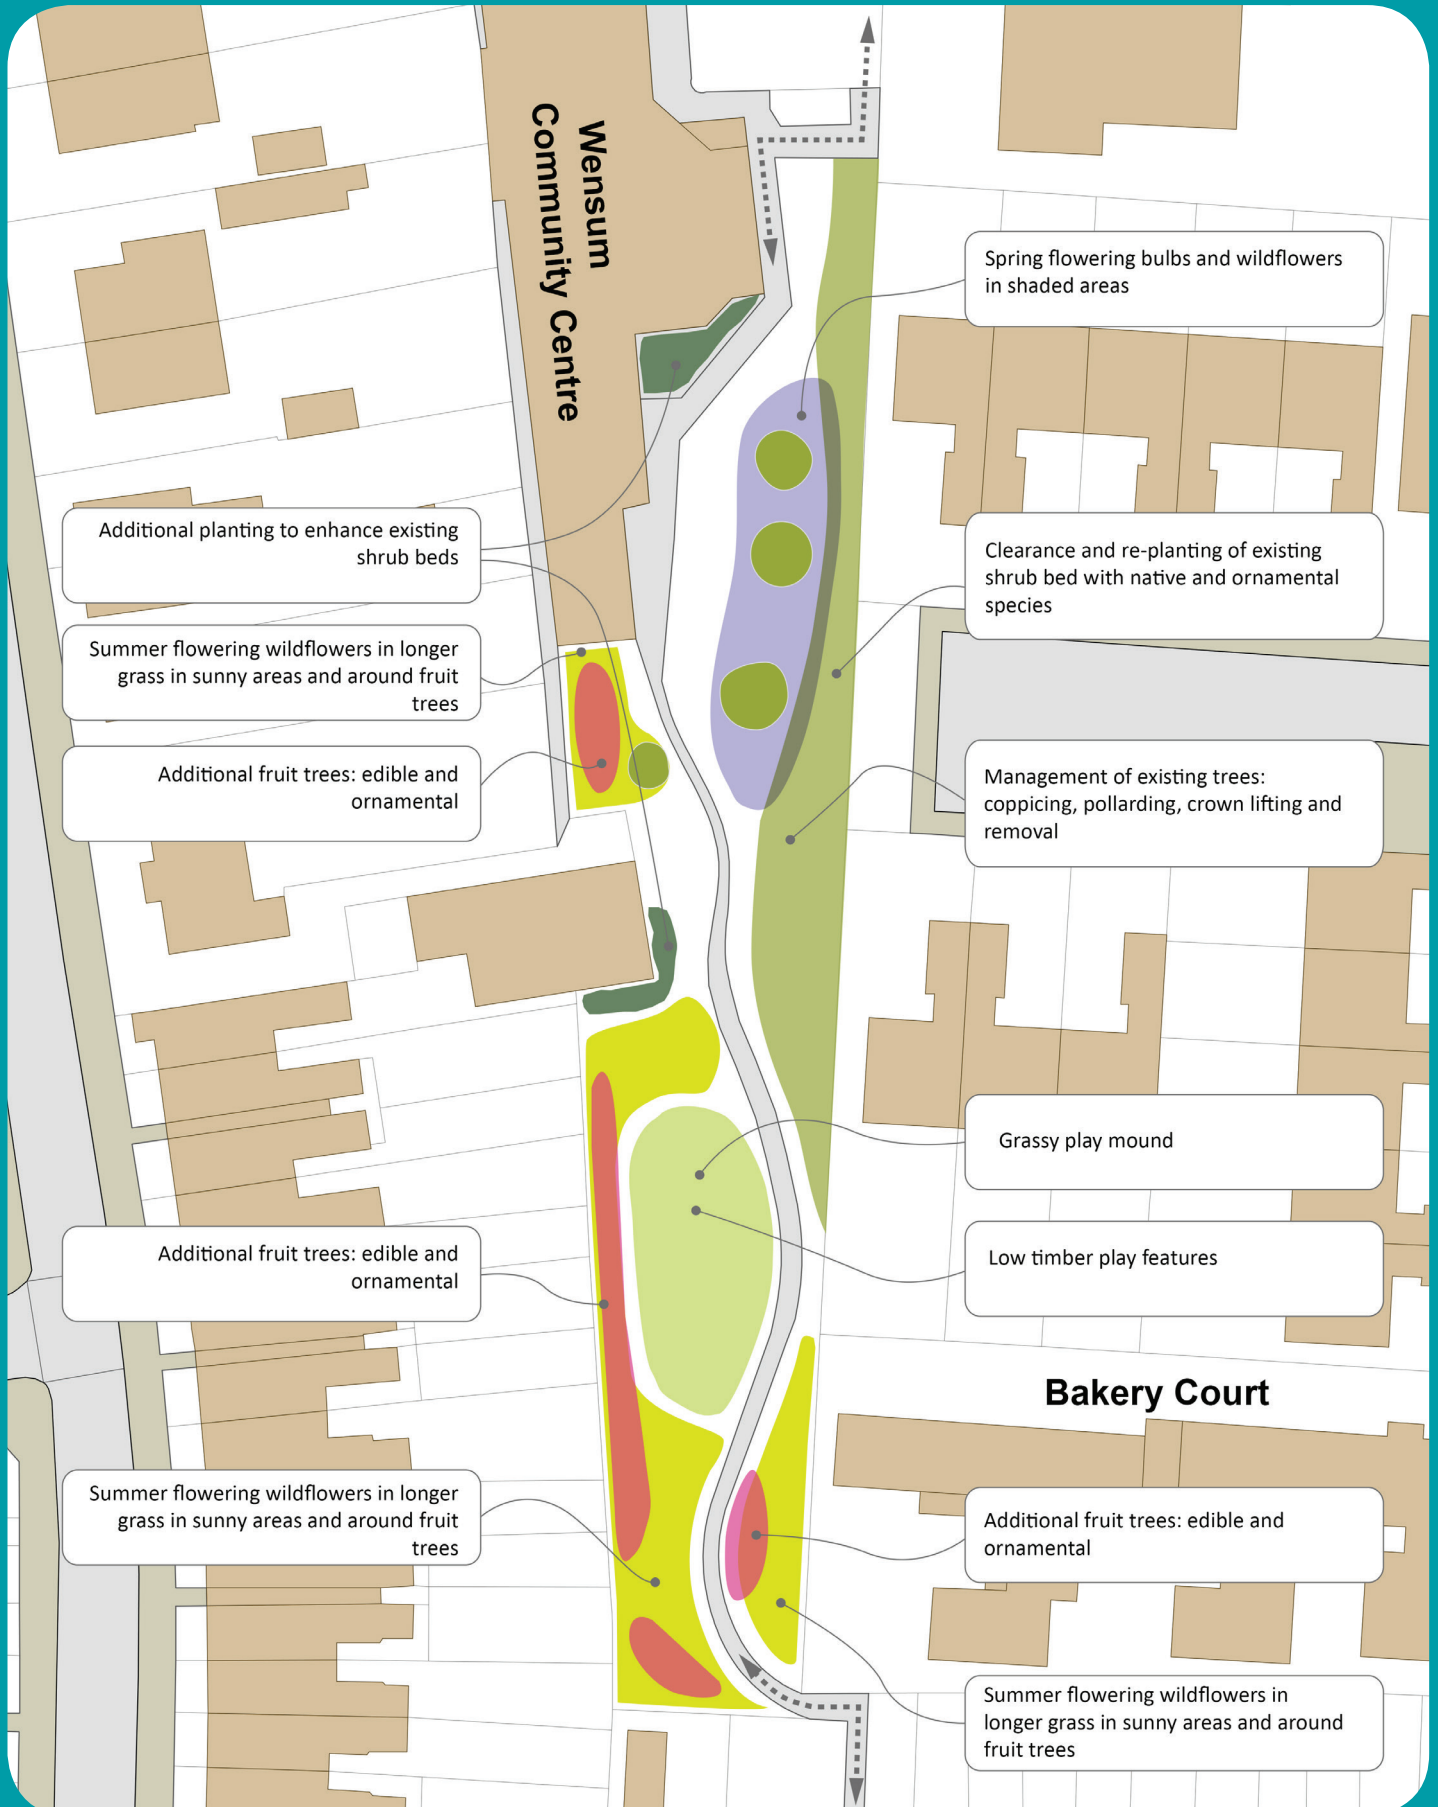 Wensum
Community Centre
Spring flowering bulbs and wildflowers
in shaded areas
Additional planting to enhance existing
shrub beds
Clearance and re-planting of existing
shrub bed with native and ornamental
species
Summer flowering wildflowers in longer
grass in sunny areas and around fruit
trees
Additional fruit trees: edible and
ornamental
Management of existing trees:
coppicing, pollarding, crown lifting and
removal
Grassy play mound
Additional fruit trees: edible and
ornamental
Low timber play features
Bakery Court
Summer flowering wildflowers in longer
grass in sunny areas and around fruit
trees
Additional fruit trees: edible and
ornamental
Summer flowering wildflowers in
longer grass in sunny areas and around
fruit trees